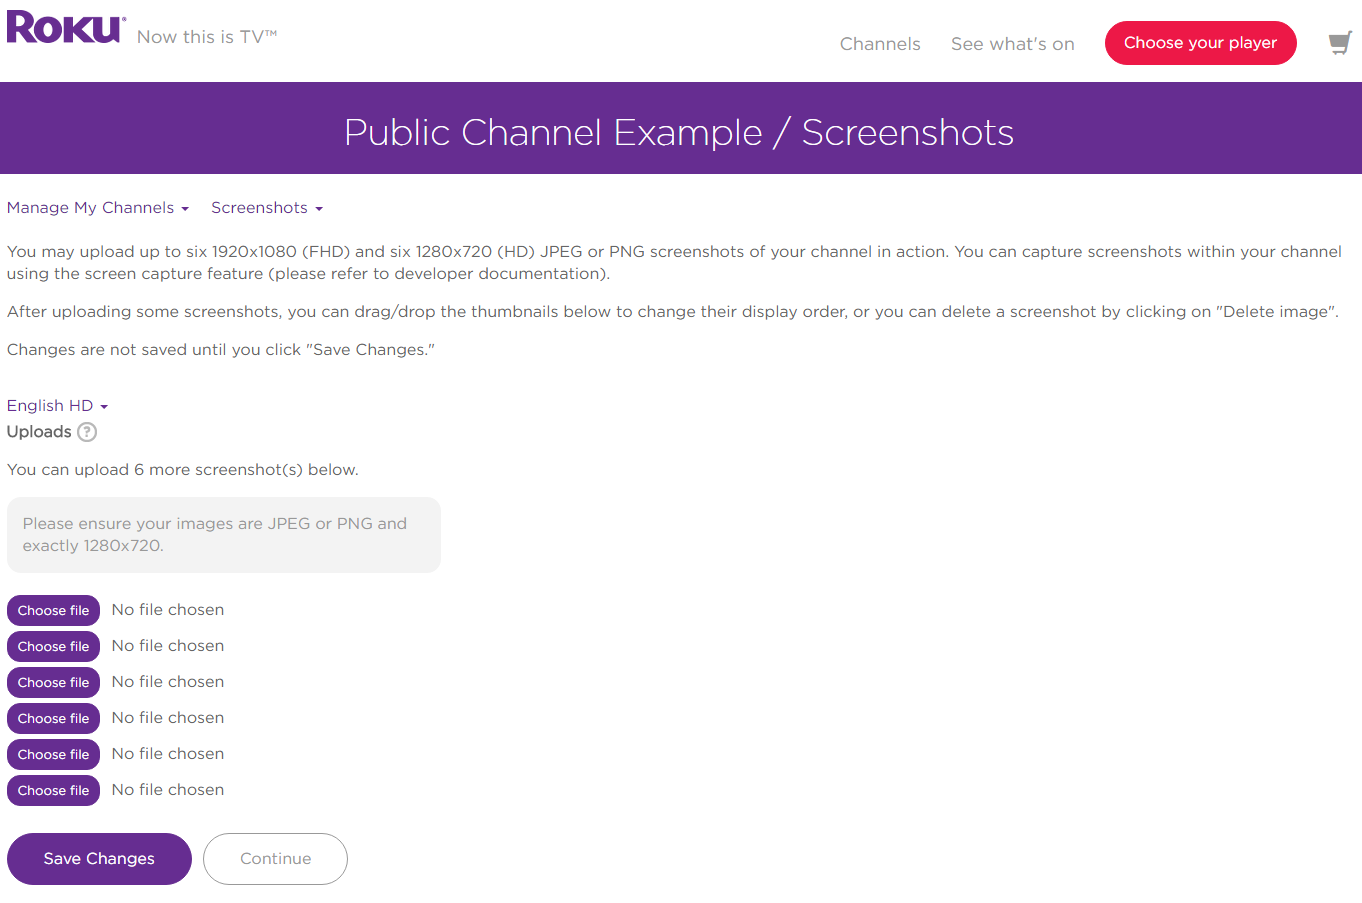 ROKU® Now this is TV™
Channels See what's on Choose your player
Public Channel Example / Screenshots
Manage My Channels Screenshots
You may upload up to six 1920x1080 (FHD) and six 1280x720 (HD) JPEG or PNG screenshots of your channel in action. You can capture screenshots within your channel
using the screen capture feature (please refer to developer documentation).
After uploading some screenshots, you can drag/drop the thumbnails below to change their display order, or you can delete a screenshot by clicking on "Delete image".
Changes are not saved until you click "Save Changes."
English HD
Uploads ?
You can upload 6 more screenshot(s) below.
Please ensure your images are JPEG or PNG and
exactly 1280x720.
Choose file No file chosen
Choose file No file chosen
Choose file No file chosen
Choose file No file chosen
Choose file No file chosen
Choose file No file chosen
Save Changes Continue